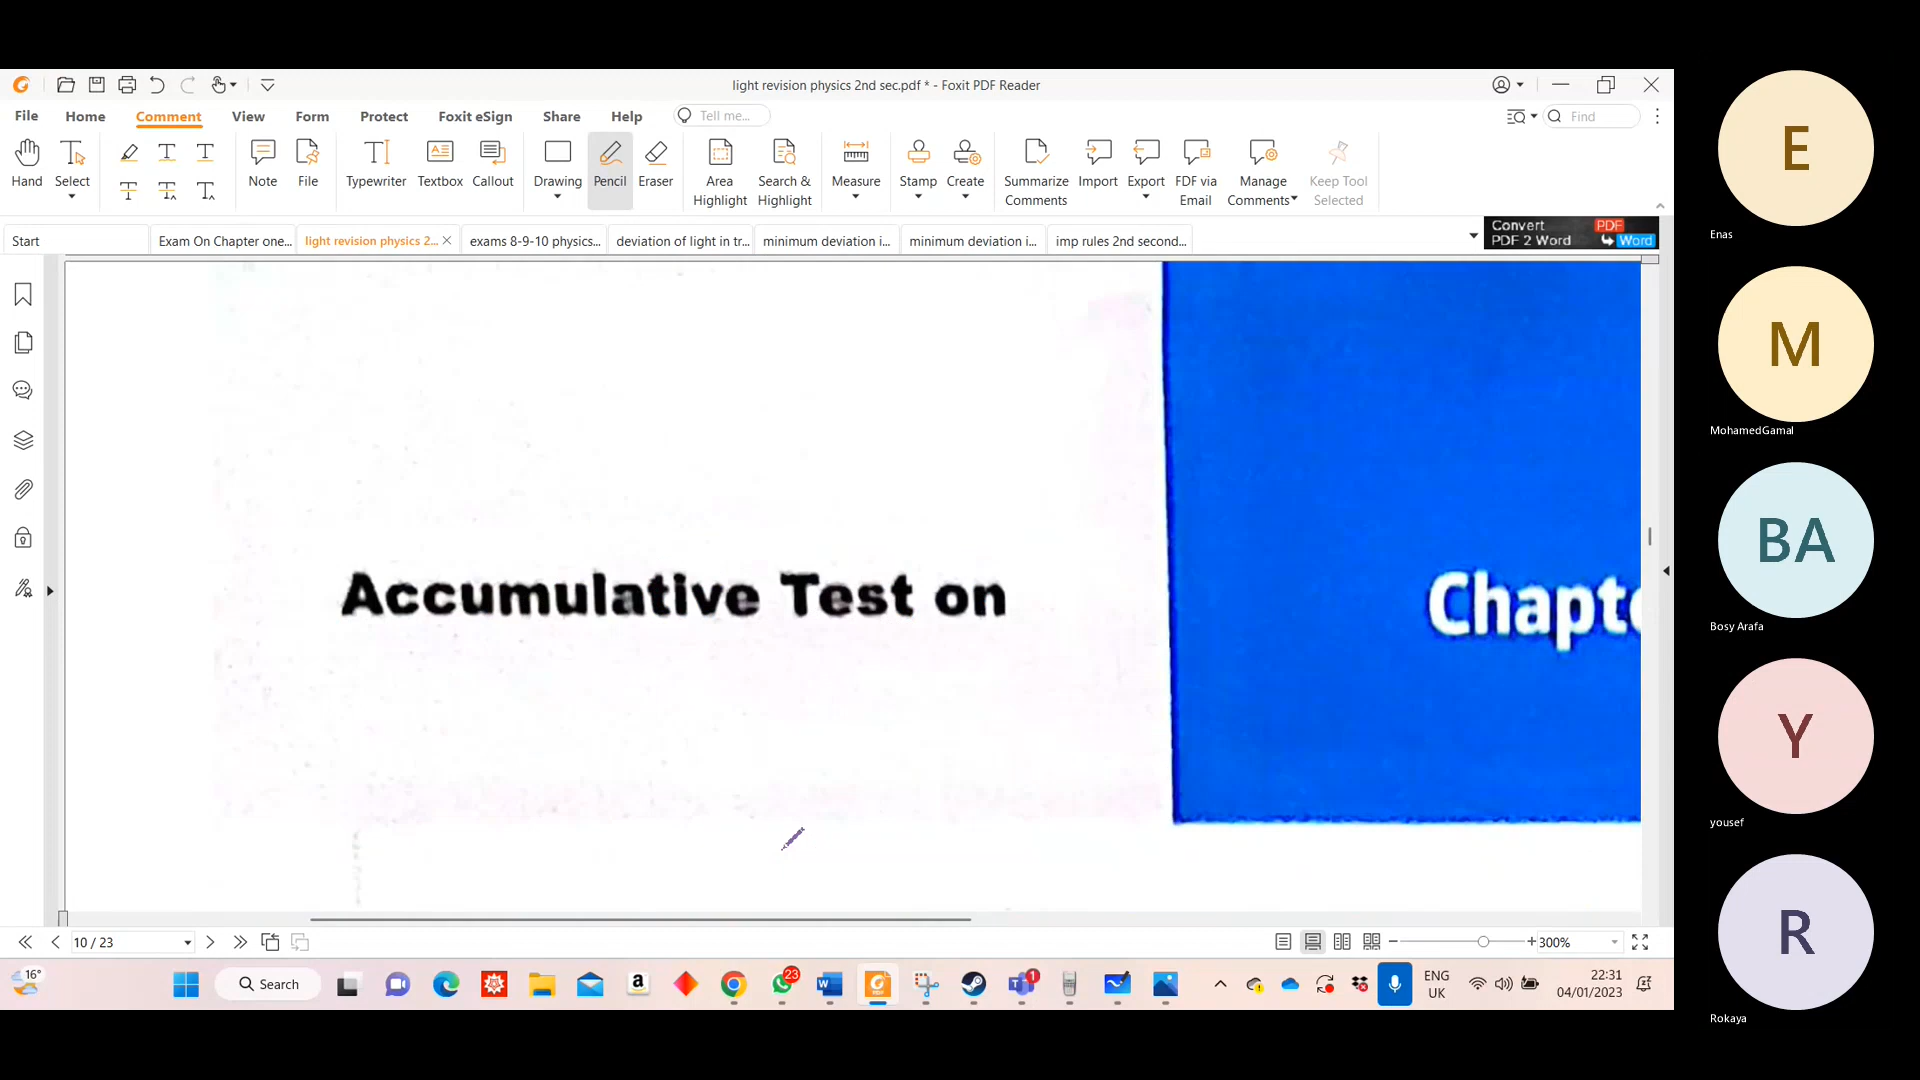 light revision physics 2nd sec.pdf * - Foxit PDF Reader
File Home Comment View Form Protect Foxit eSign Share Help Tell me... Find
Hand Select Note File Typewriter Textbox Callout Drawing Pencil Eraser Area Highlight Search & Highlight Measure Stamp Create Summarize Comments Import Export FDF via Email Manage Comments Keep Tool Selected
Start Exam On Chapter one... light revision physics 2... exams 8-9-10 physics... deviation of light in tr... minimum deviation i... minimum deviation i... imp rules 2nd second...
Convert PDF
PDF 2 Word Word
Accumulative Test on
Chapte
10 / 23
300%
16°
Search
23
1
ENG
UK
22:31
04/01/2023
E
Enas
M
MohamedGamal
BA
Bosy Arafa
Y
yousef
R
Rokaya